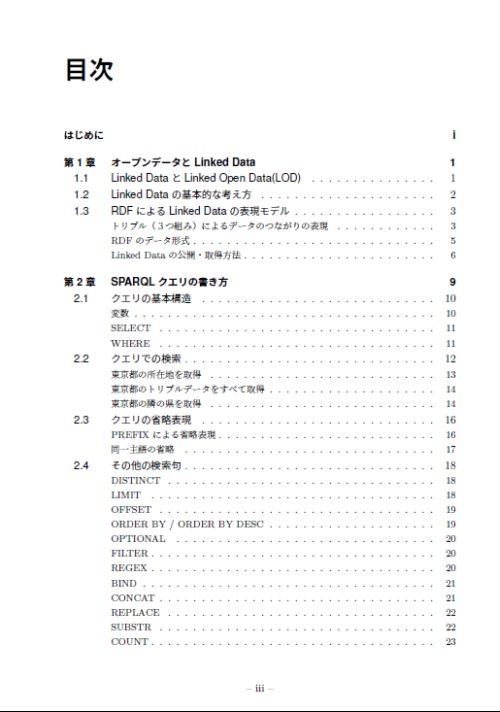 目次
はじめに i
第1章 オープンデータと Linked Data 1
1.1 Linked Data と Linked Open Data(LOD) . . . . . . . . . . . . . 1
1.2 Linked Data の基本的な考え方 . . . . . . . . . . . . . . . . . . 2
1.3 RDF による Linked Data の表現モデル . . . . . . . . . . . . . . 3
トリプル（３つ組み）によるデータのつながりの表現 . . . . . . . . . . 3
RDF のデータ形式 . . . . . . . . . . . . . . . . . . . . . . . . 5
Linked Data の公開・取得方法 . . . . . . . . . . . . . . . . . . . 6
第2章 SPARQL クエリの書き方 9
2.1 クエリの基本構造 . . . . . . . . . . . . . . . . . . . . . . . 10
変数 . . . . . . . . . . . . . . . . . . . . . . . . . . . . . 10
SELECT . . . . . . . . . . . . . . . . . . . . . . . . . . . 11
WHERE . . . . . . . . . . . . . . . . . . . . . . . . . . . 11
2.2 クエリでの検索 . . . . . . . . . . . . . . . . . . . . . . . . 12
東京都の所在地を取得 . . . . . . . . . . . . . . . . . . . . . . 13
東京都のトリプルデータをすべて取得 . . . . . . . . . . . . . . . . 14
東京都の隣の県を取得 . . . . . . . . . . . . . . . . . . . . . . 14
2.3 クエリの省略表現 . . . . . . . . . . . . . . . . . . . . . . . 16
PREFIX による省略表現 . . . . . . . . . . . . . . . . . . . . . 16
同一主語の省略 . . . . . . . . . . . . . . . . . . . . . . . . 17
2.4 その他の検索句 . . . . . . . . . . . . . . . . . . . . . . . . 18
DISTINCT . . . . . . . . . . . . . . . . . . . . . . . . . . 18
LIMIT . . . . . . . . . . . . . . . . . . . . . . . . . . . . 18
OFFSET . . . . . . . . . . . . . . . . . . . . . . . . . . . 19
ORDER BY / ORDER BY DESC . . . . . . . . . . . . . . . . . 19
OPTIONAL . . . . . . . . . . . . . . . . . . . . . . . . . . 20
FILTER . . . . . . . . . . . . . . . . . . . . . . . . . . . 20
REGEX . . . . . . . . . . . . . . . . . . . . . . . . . . . 20
BIND . . . . . . . . . . . . . . . . . . . . . . . . . . . . 21
CONCAT . . . . . . . . . . . . . . . . . . . . . . . . . . . 21
REPLACE . . . . . . . . . . . . . . . . . . . . . . . . . . 22
SUBSTR . . . . . . . . . . . . . . . . . . . . . . . . . . . 22
COUNT . . . . . . . . . . . . . . . . . . . . . . . . . . . 23
– iii –